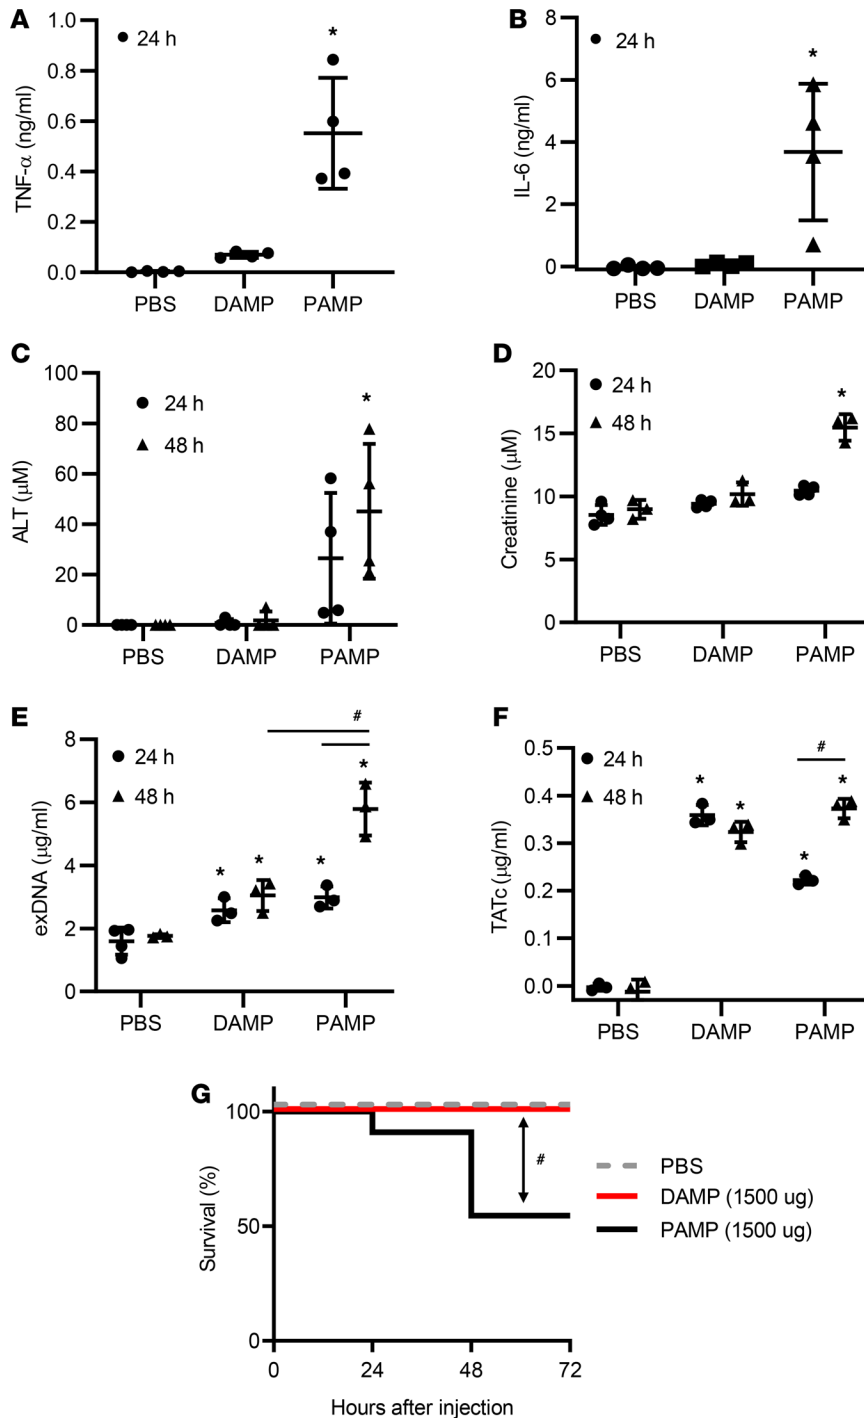 A
TNF-α (ng/ml)
1.0
0.8
0.6
0.4
0.2
0.0
24 h
*
PBS DAMP PAMP
B
IL-6 (ng/ml)
8
6
4
2
0
24 h
*
PBS DAMP PAMP
C
ALT (μM)
100
80
60
40
20
0
24 h
48 h
*
PBS DAMP PAMP
D
Creatinine (μM)
20
15
10
5
0
24 h
48 h
*
PBS DAMP PAMP
E
exDNA (μg/ml)
8
6
4
2
0
24 h
48 h
#
*
* * *
PBS DAMP PAMP
F
TATc (μg/ml)
0.5
0.4
0.3
0.2
0.1
0.0
24 h
48 h
#
* * *
*
PBS DAMP PAMP
G
Survival (%)
100
50
0
#
0 24 48 72
Hours after injection
PBS
DAMP (1500 ug)
PAMP (1500 ug)